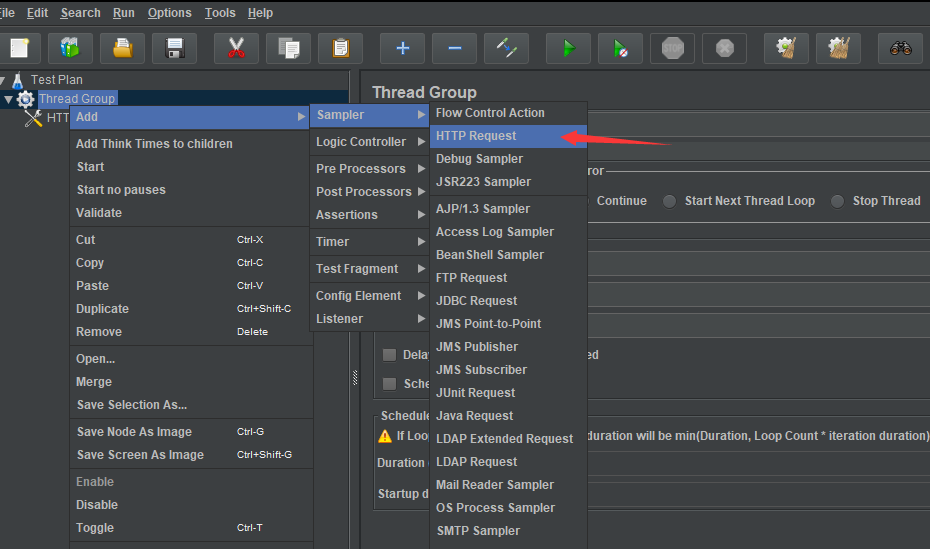 File Edit Search Run Options Tools Help
STOP
Test Plan
Thread Group
HTT
Add
Add Think Times to children
Start
Start no pauses
Validate
Cut Ctrl-X
Copy Ctrl-C
Paste Ctrl-V
Duplicate Ctrl+Shift-C
Remove Delete
Open...
Merge
Save Selection As...
Save Node As Image Ctrl-G
Save Screen As Image Ctrl+Shift-G
Enable
Disable
Toggle Ctrl-T
Sampler
Logic Controller
Pre Processors
Post Processors
Assertions
Timer
Test Fragment
Config Element
Listener
Flow Control Action
HTTP Request
Debug Sampler
JSR223 Sampler
AJP/1.3 Sampler
Access Log Sampler
BeanShell Sampler
FTP Request
JDBC Request
JMS Point-to-Point
JMS Publisher
JMS Subscriber
JUnit Request
Java Request
LDAP Extended Request
LDAP Request
Mail Reader Sampler
OS Process Sampler
SMTP Sampler
Thread Group
ror
Continue Start Next Thread Loop Stop Thread
Delay ed
Sche
Schedule
If Loo duration will be min(Duration, Loop Count * iteration duration)
Duration
Startup d